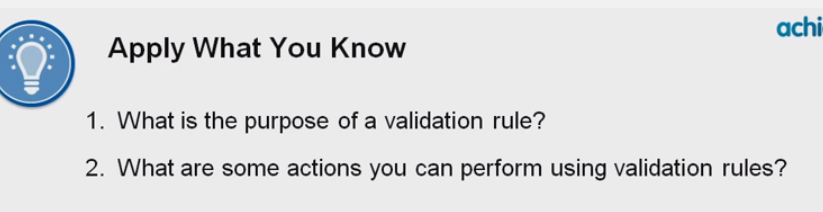 achi
Apply What You Know
1. What is the purpose of a validation rule?
2. What are some actions you can perform using validation rules?